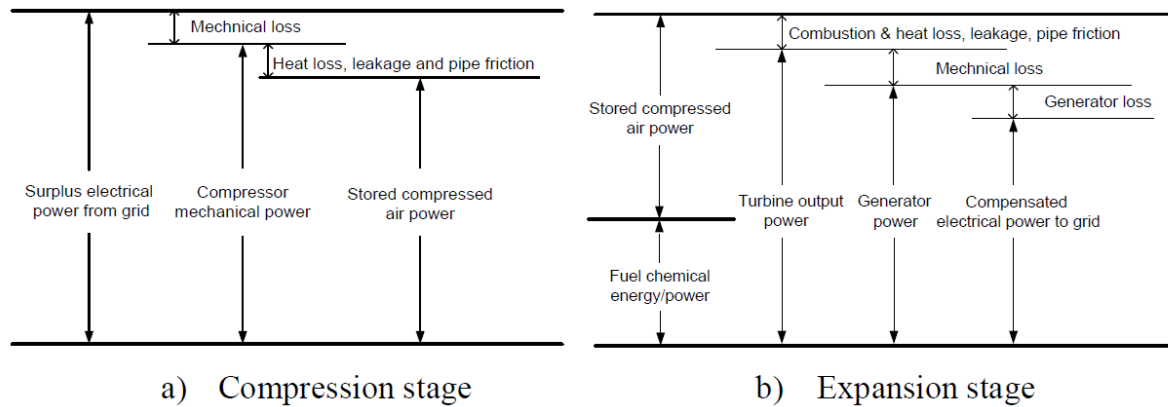 Mechnical loss
Heat loss, leakage and pipe friction
Surplus electrical
power from grid
Compressor
mechanical power
Stored compressed
air power
a) Compression stage
Combustion & heat loss, leakage, pipe friction
Mechnical loss
Generator loss
Stored compressed
air power
Turbine output
power
Generator
power
Compensated
electrical power to grid
Fuel chemical
energy/power
b) Expansion stage